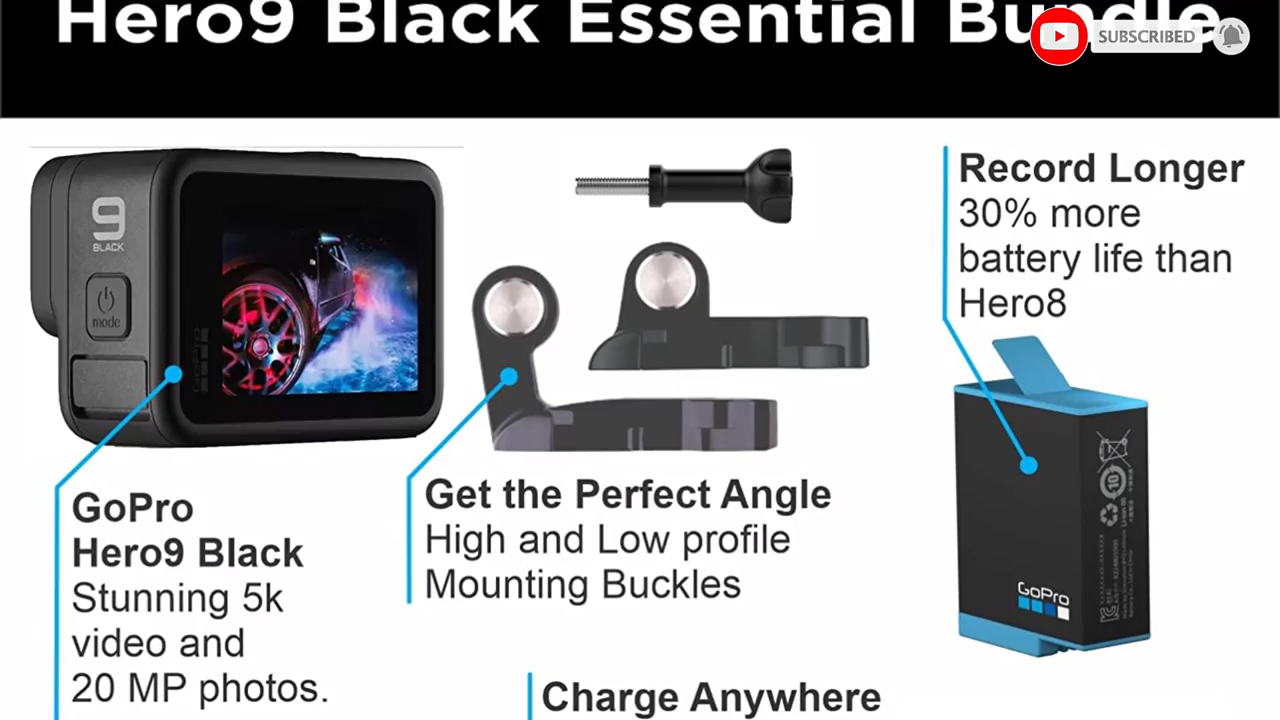 Hero9 Black Essential Bundle
SUBSCRIBED
9
BLACK
mode
GoPro
Record Longer
30% more
battery life than
Hero8
GoPro
Get the Perfect Angle
High and Low profile
Mounting Buckles
GoPro
Hero9 Black
Stunning 5k
video and
20 MP photos.
Charge Anywhere